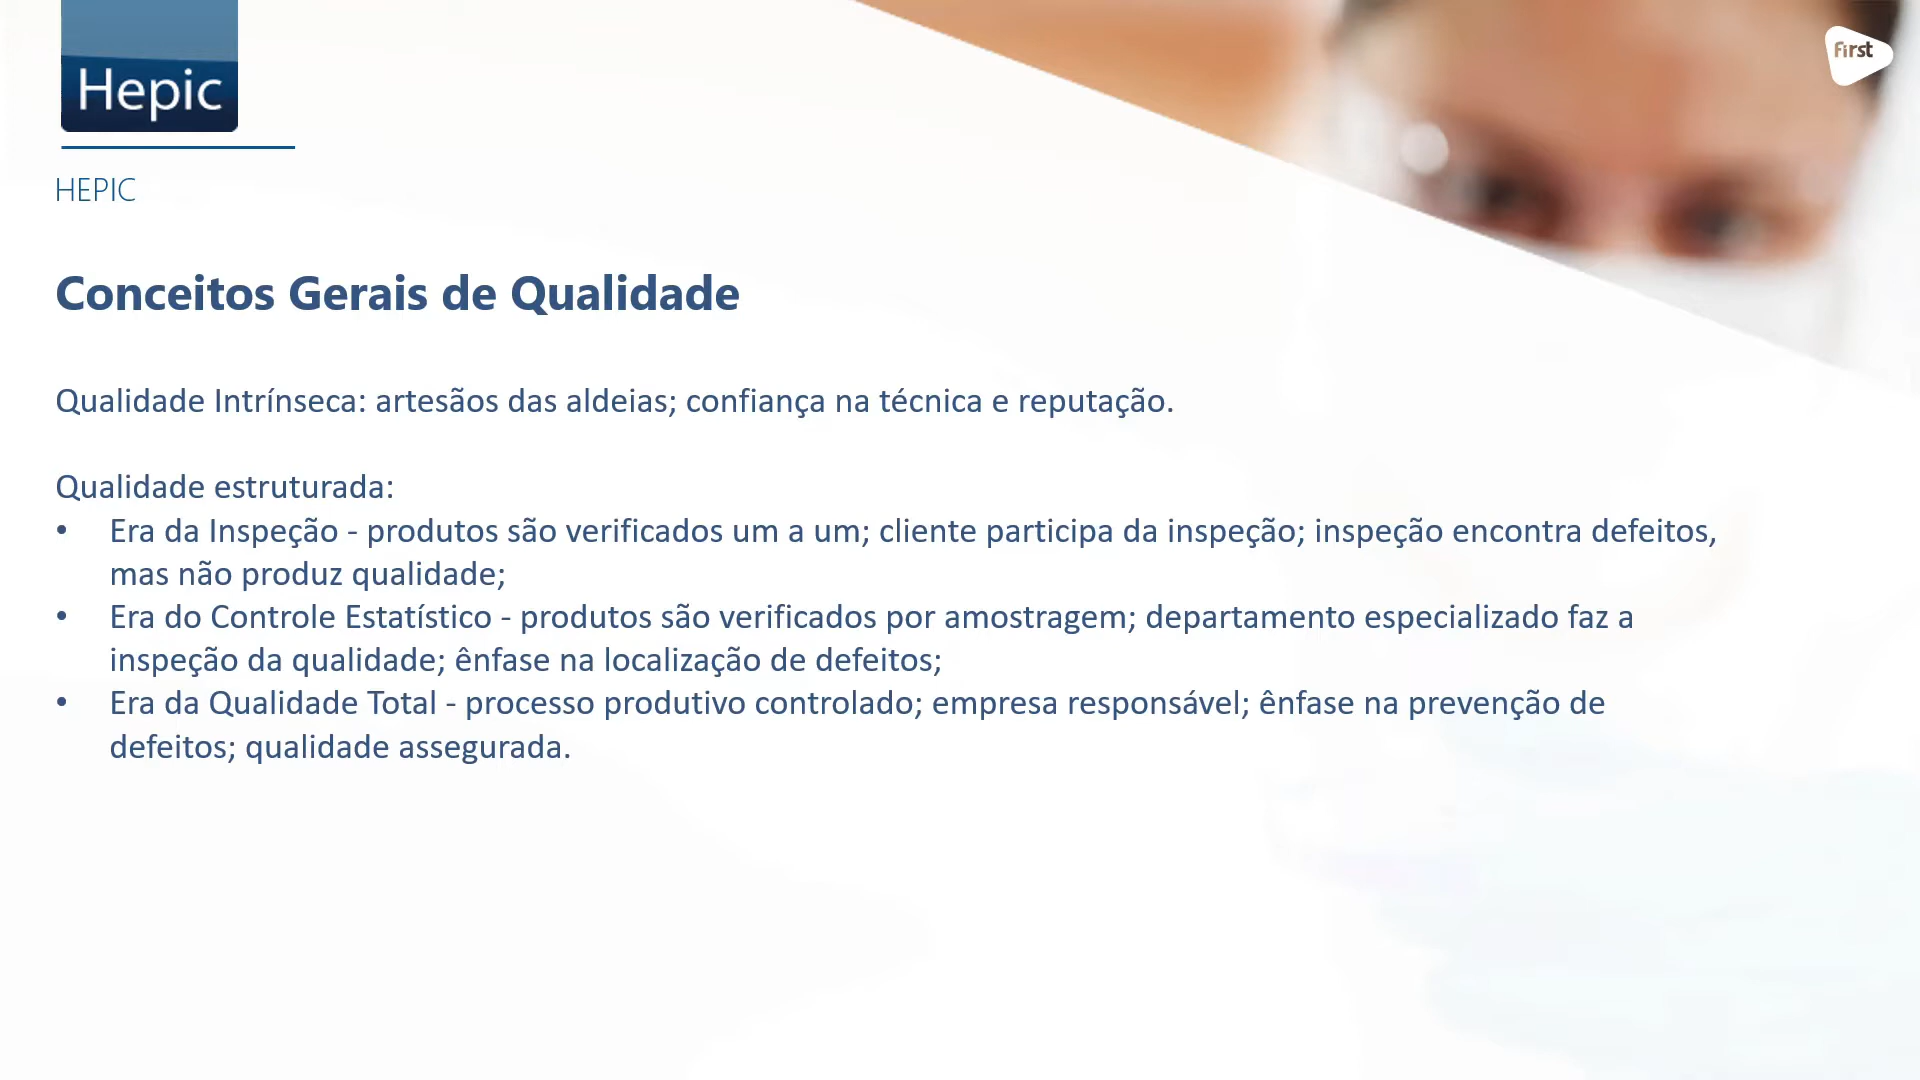 Hepic
First
HEPIC
Conceitos Gerais de Qualidade
Qualidade Intrínseca: artesãos das aldeias; confiança na técnica e reputação.
Qualidade estruturada:
• Era da Inspeção - produtos são verificados um a um; cliente participa da inspeção; inspeção encontra defeitos,
mas não produz qualidade;
• Era do Controle Estatístico - produtos são verificados por amostragem; departamento especializado faz a
inspeção da qualidade; ênfase na localização de defeitos;
• Era da Qualidade Total - processo produtivo controlado; empresa responsável; ênfase na prevenção de
defeitos; qualidade assegurada.